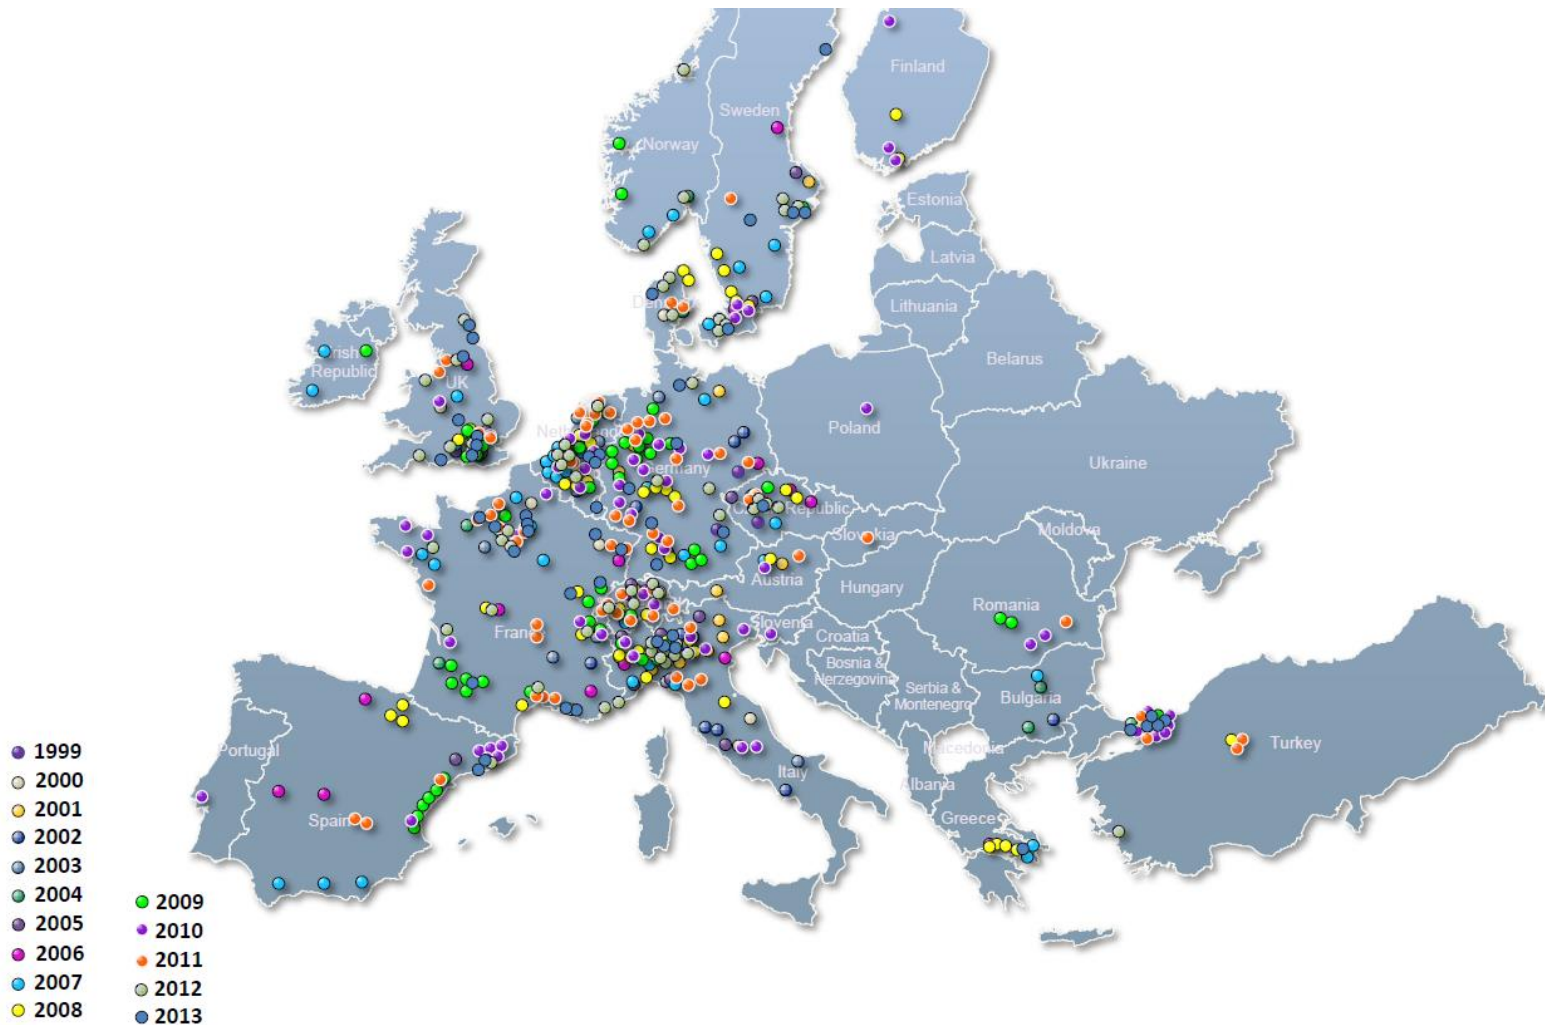 Finland
Sweden
Norway
Estonia
Latvia
Lithuania
Irish
Republic
UK
Belarus
Poland
Germany
Ukraine
Republic
Slovakia
Moldova
Austria
Hungary
Romania
Slovenia
Croatia
France
Bosnia &
Herzegovina
Serbia &
Montenegro
Bulgaria
Portugal
Macedonia
Turkey
Italy
Albania
Spain
Greece
1999
2000
2001
2002
2003
2004
2005
2006
2007
2008
2009
2010
2011
2012
2013